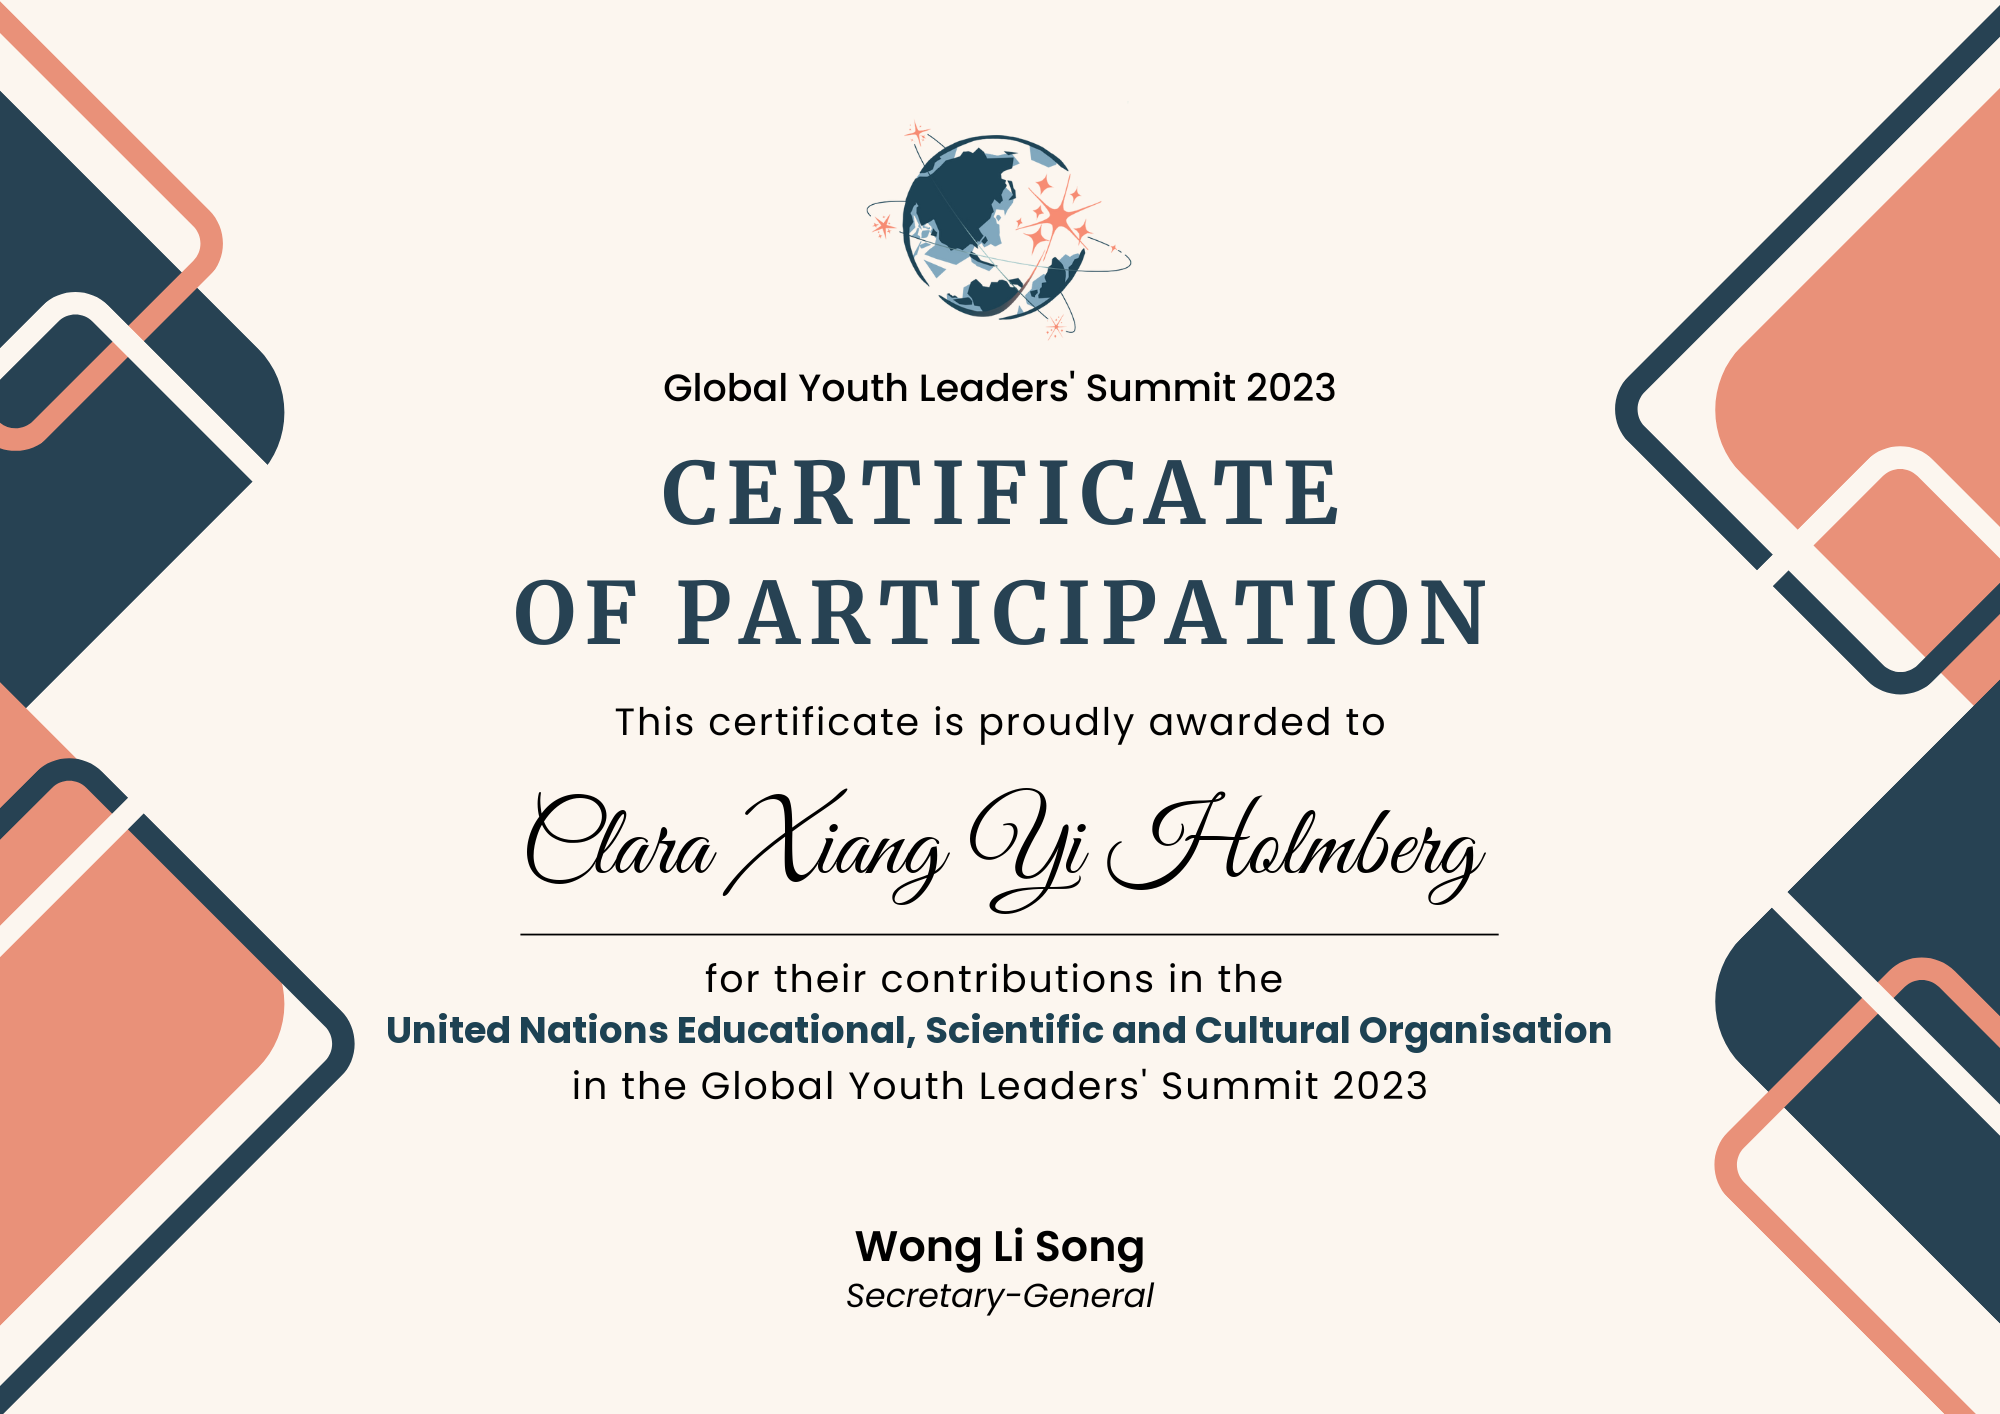 Global Youth Leaders' Summit 2023
CERTIFICATE
OF PARTICIPATION
This certificate is proudly awarded to
Clara Xiang Yi Holmberg
for their contributions in the
United Nations Educational, Scientific and Cultural Organisation
in the Global Youth Leaders' Summit 2023
Wong Li Song
Secretary-General